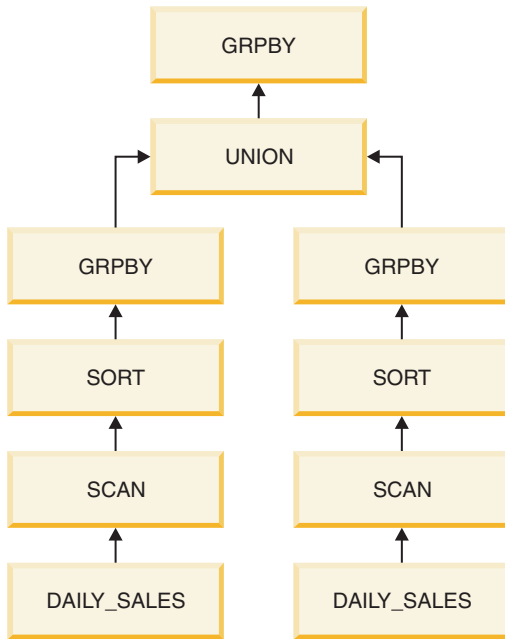 GRPBY
UNION
GRPBY
GRPBY
SORT
SORT
SCAN
SCAN
DAILY_SALES
DAILY_SALES